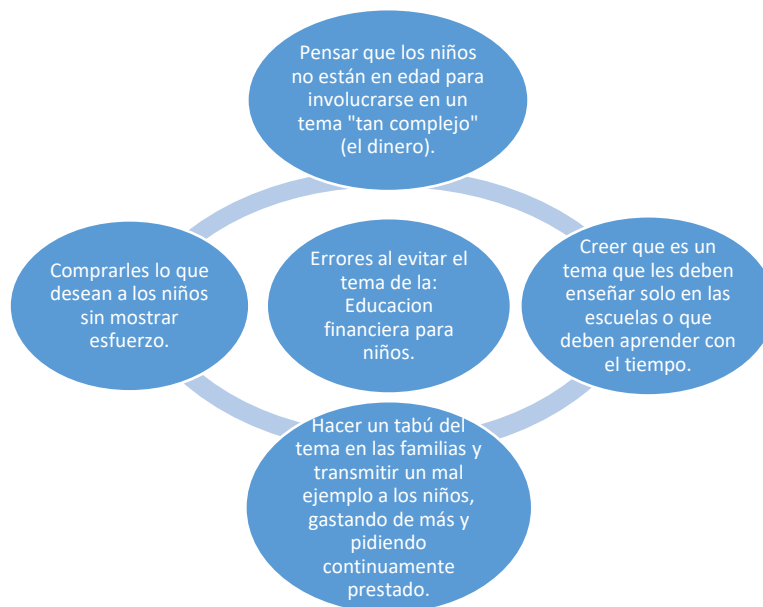 Pensar que los niños
no están en edad para
involucrarse en un
tema "tan complejo"
(el dinero).
Comprarles lo que
desean a los niños
sin mostrar
esfuerzo.
Errores al evitar el
tema de la:
Educacion
financiera para
niños.
Creer que es un
tema que les deben
enseñar solo en las
escuelas o que
deben aprender con
el tiempo.
Hacer un tabú del
tema en las familias y
transmitir un mal
ejemplo a los niños,
gastando de más y
pidiendo
continuamente
prestado.